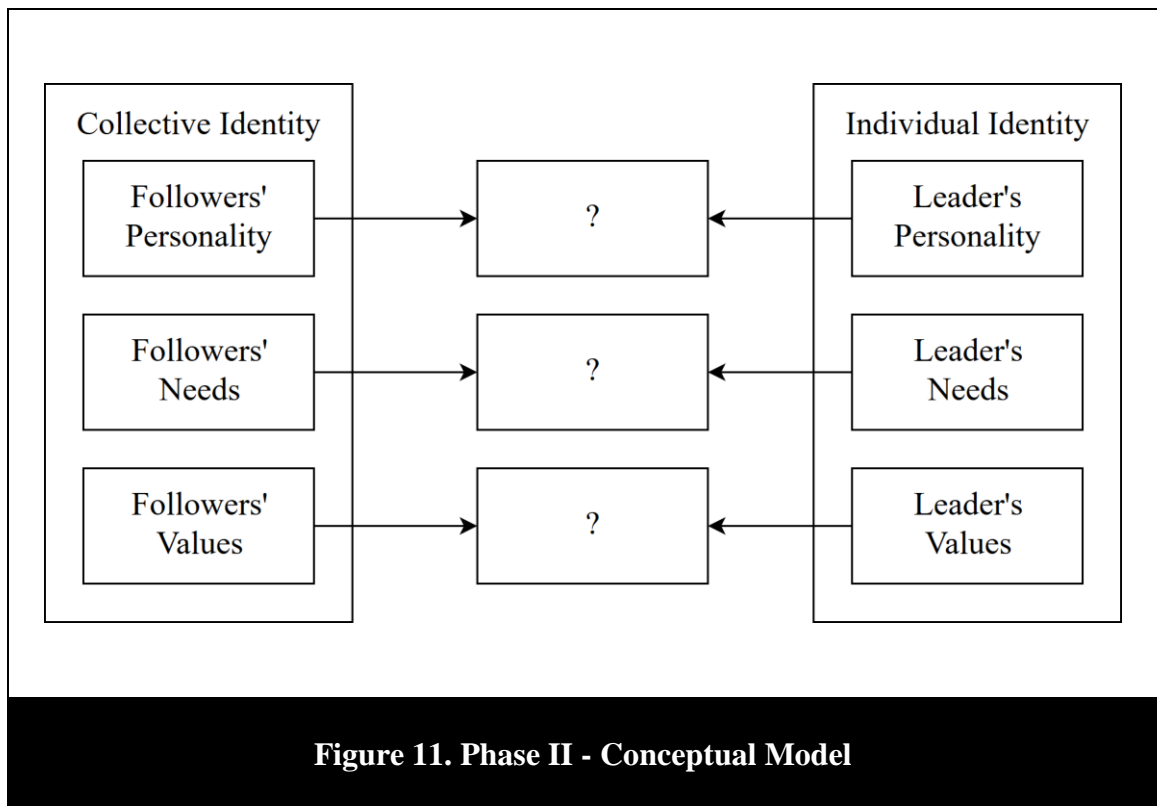 Collective Identity
Followers'
Personality
Followers'
Needs
Followers'
Values
?
?
?
Individual Identity
Leader's
Personality
Leader's
Needs
Leader's
Values
Figure 11. Phase II - Conceptual Model